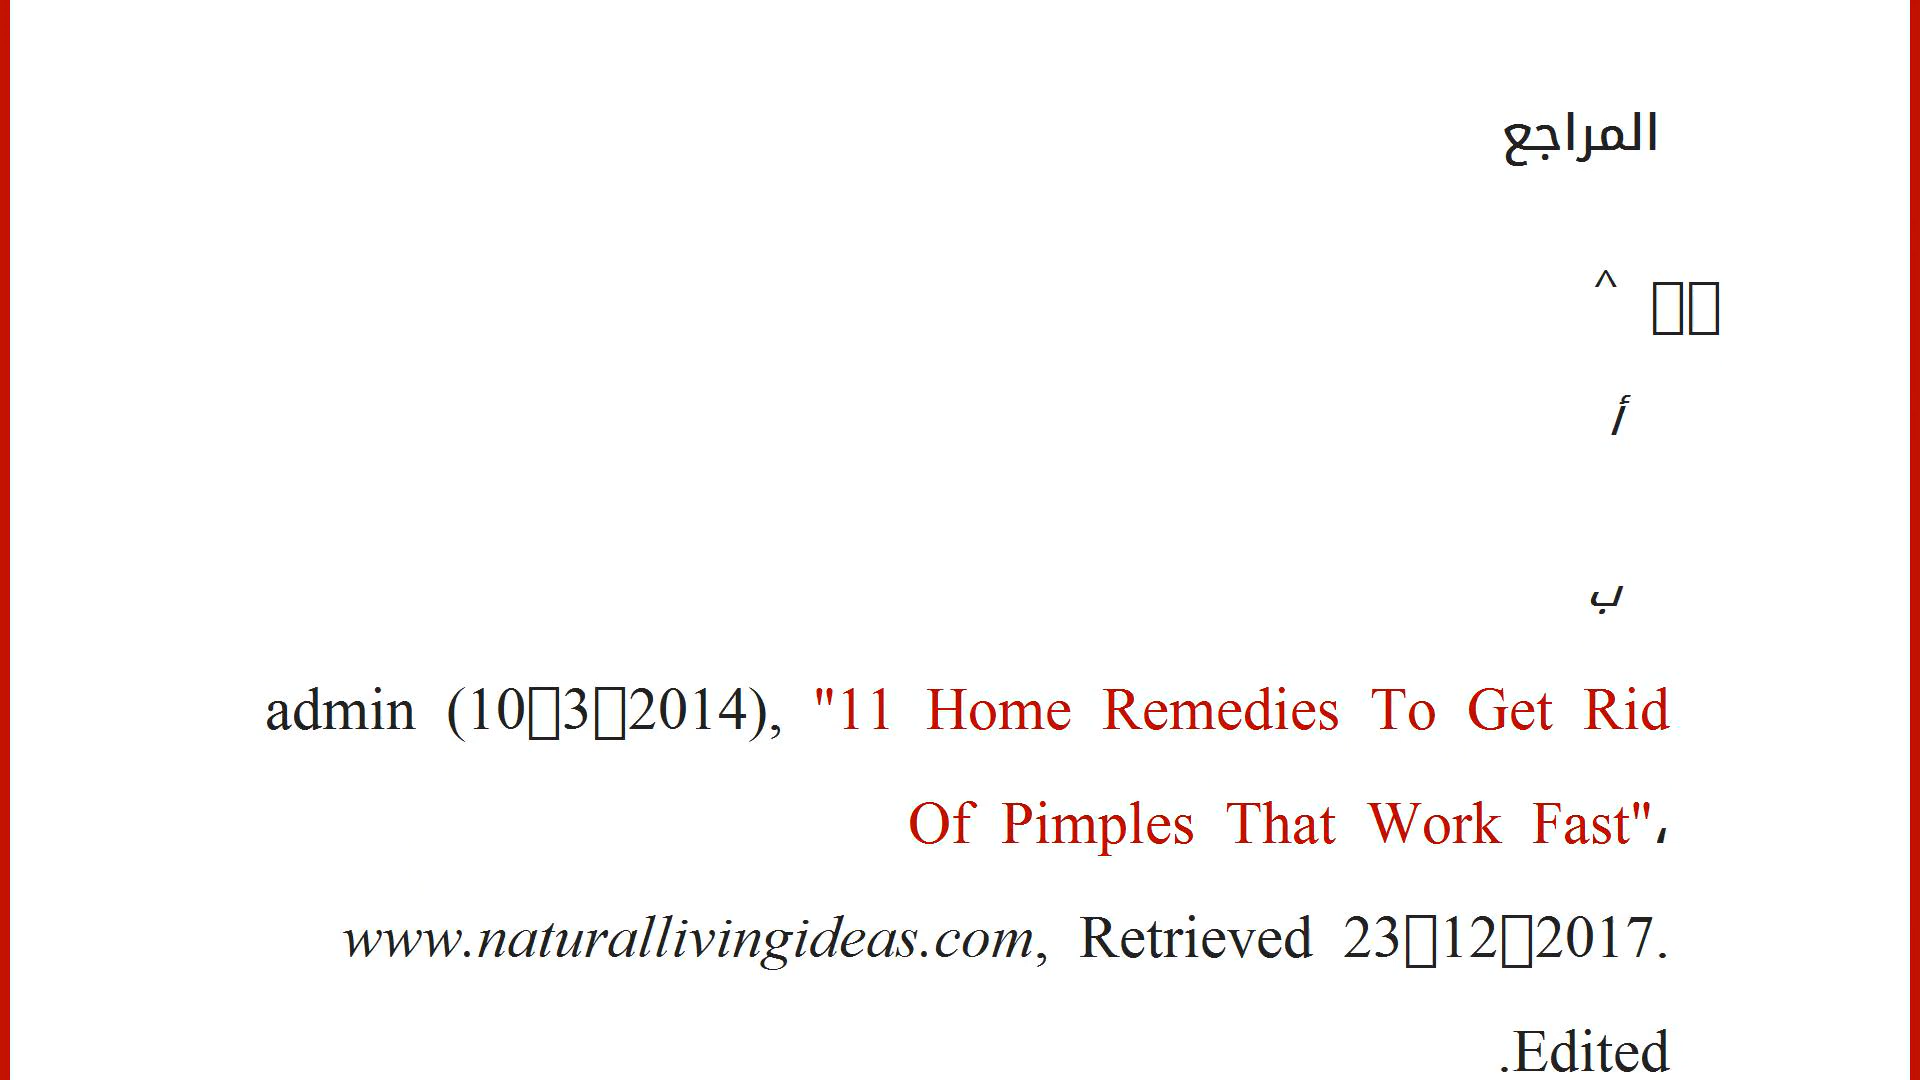 المراجع
^
أ
ب
admin (10▯3▯2014), "11 Home Remedies To Get Rid
Of Pimples That Work Fast"،
www.naturallivingideas.com, Retrieved 23▯12▯2017.
.Edited